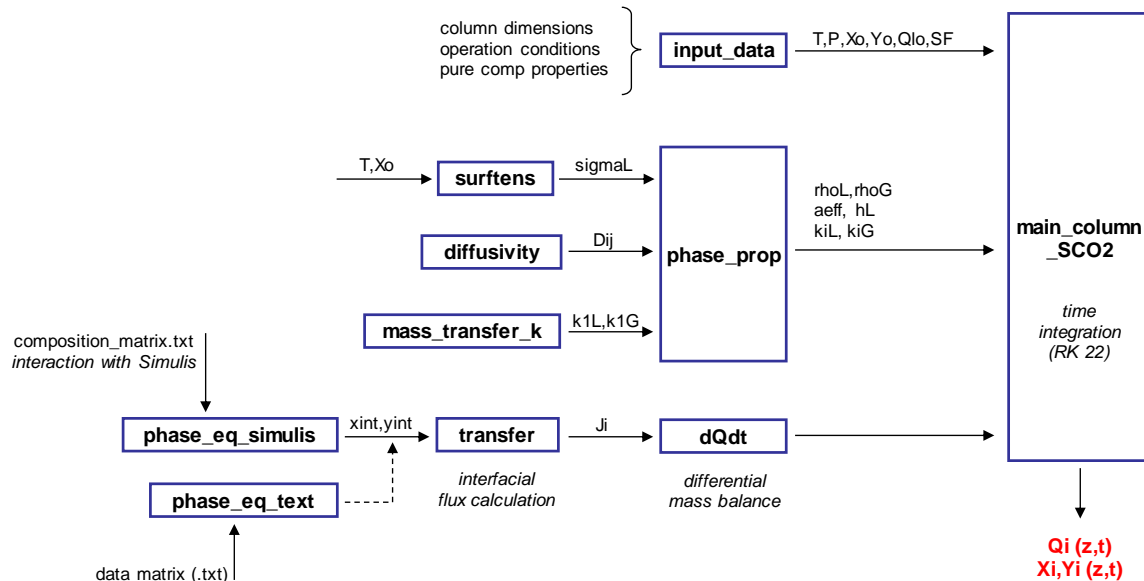 column dimensions
operation conditions
pure comp properties
input_data
T,P,Xo,Yo,Qlo,SF
T,Xo
surftens
sigmaL
diffusivity
Dij
mass_transfer_k
k1L,k1G
phase_prop
rhoL,rhoG
aeff, hL
kiL, kiG
main_column
_SCO2
time
integration
(RK 22)
composition_matrix.txt
interaction with Simulis
phase_eq_simulis
xint,yint
transfer
Ji
dQdt
interfacial
flux calculation
differential
mass balance
phase_eq_text
data matrix (.txt)
Qi (z,t)
Xi,Yi (z,t)